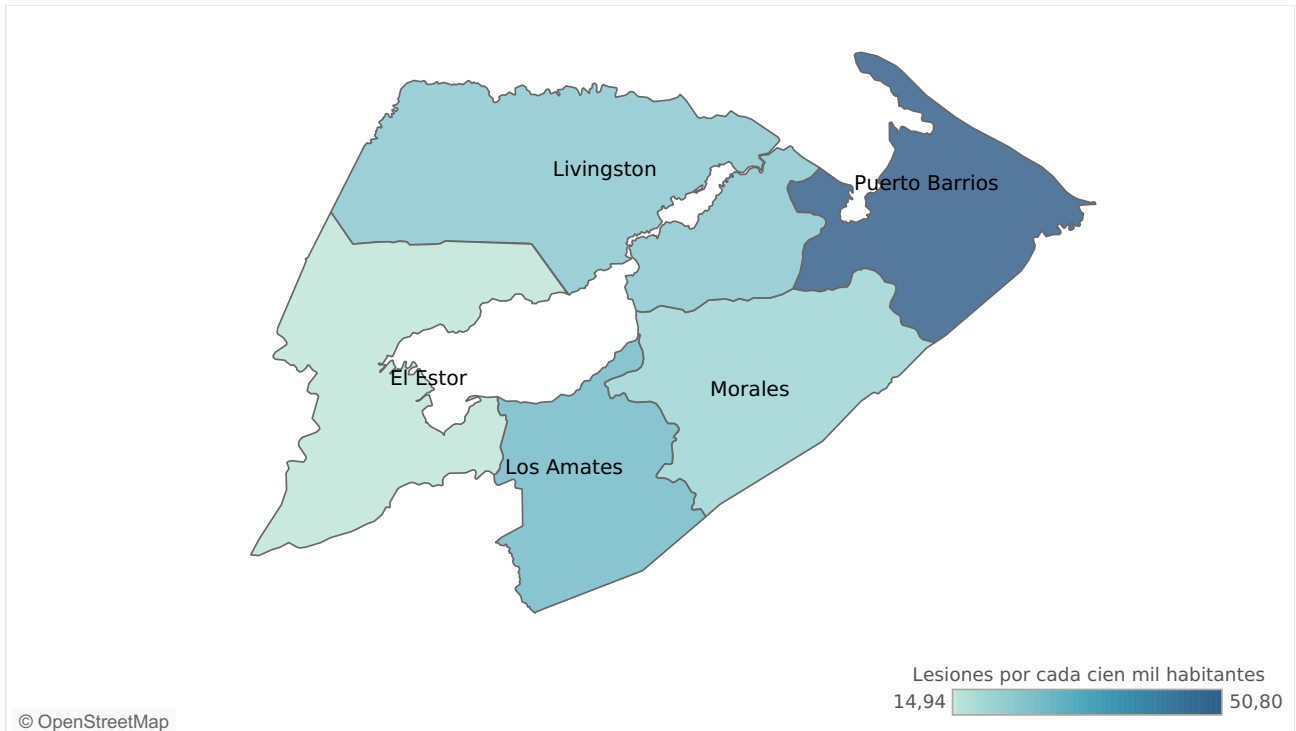 Livingston
Puerto Barrios
El Estor
Morales
Los Amates
Lesiones por cada cien mil habitantes
14,94
50,80
© OpenStreetMap